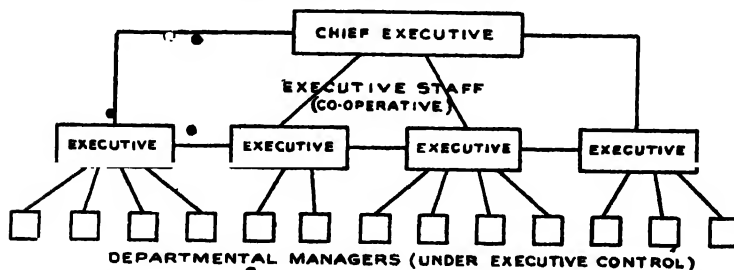 CHIEF EXECUTIVE
EXECUTIVE STAFF
(CO-OPERATIVE)
EXECUTIVE EXECUTIVE EXECUTIVE EXECUTIVE
DEPARTMENTAL MANAGERS (UNDER EXECUTIVE CONTROL)